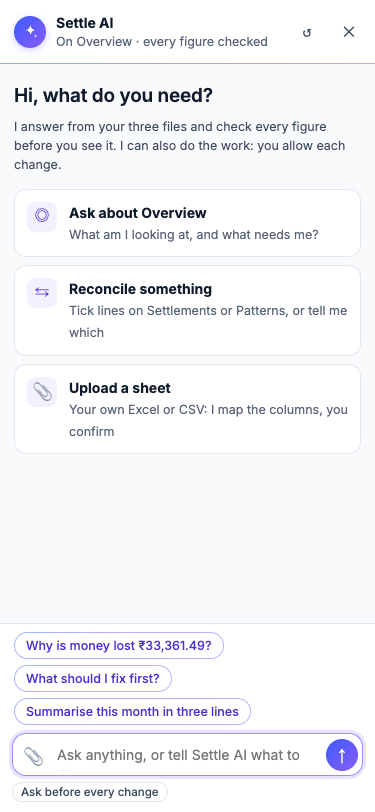 Settle AI
On Overview · every figure checked
Hi, what do you need?
I answer from your three files and check every figure
before you see it. I can also do the work: you allow each
change.
Ask about Overview
What am I looking at, and what needs me?
Reconcile something
Tick lines on Settlements or Patterns, or tell me
which
Upload a sheet
Your own Excel or CSV: I map the columns, you
confirm
Why is money lost ₹33,361.49?
What should I fix first?
Summarise this month in three lines
Ask anything, or tell Settle AI what to
Ask before every change